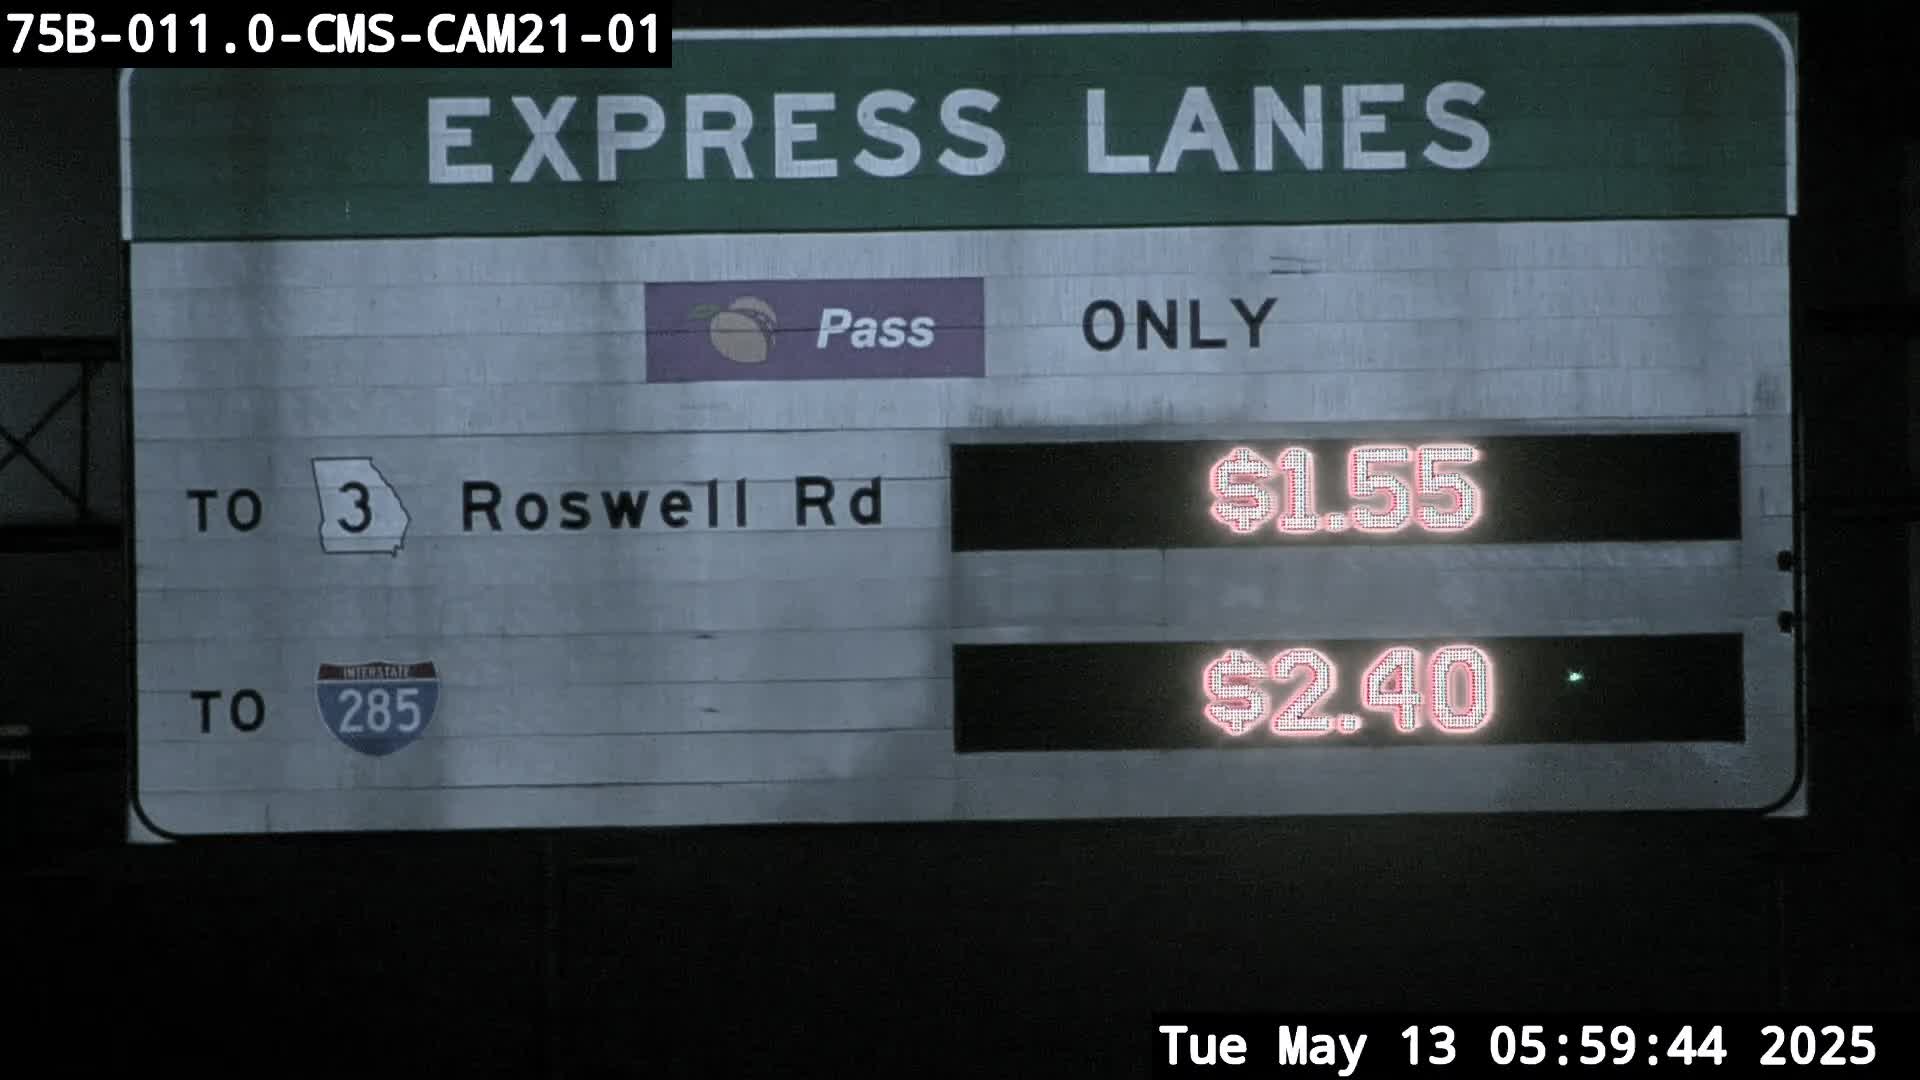 75B-011.0-CMS-CAM21-01
EXPRESS LANES
Pass ONLY
TO 3 Roswell Rd $1.55
TO INTERSTATE 285 $2.40
Tue May 13 05:59:44 2025